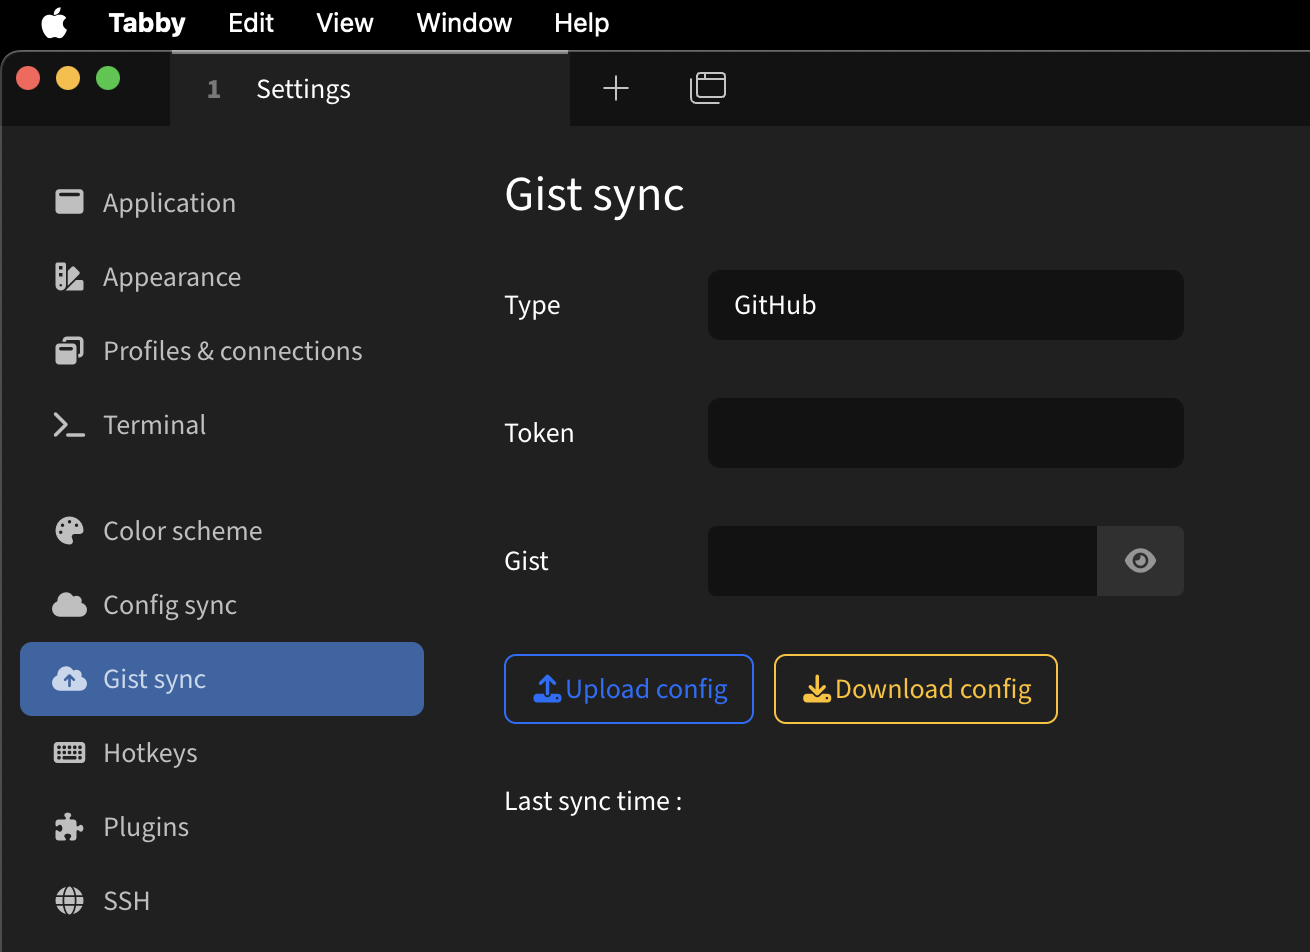 Tabby Edit View Window Help
1 Settings
Application
Appearance
Profiles & connections
Terminal
Color scheme
Config sync
Gist sync
Hotkeys
Plugins
SSH
Gist sync
Type GitHub
Token
Gist
Upload config Download config
Last sync time :